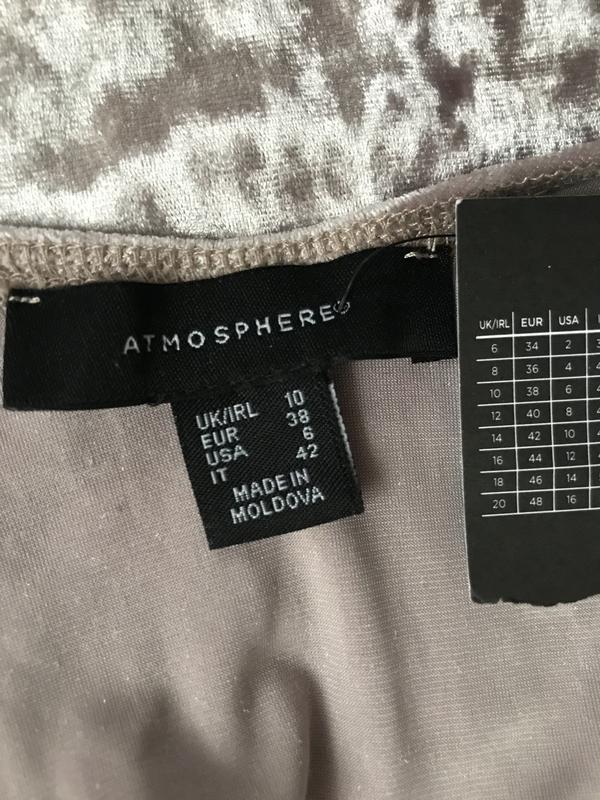 ATMOSPHERE®
UK/IRL 10
EUR 38
USA 6
IT 42
MADE IN
MOLDOVA
UK/IRL EUR USA
6 34 2
8 36 4
10 38 6
12 40 8
14 42 10
16 44 12
18 46 14
20 48 16